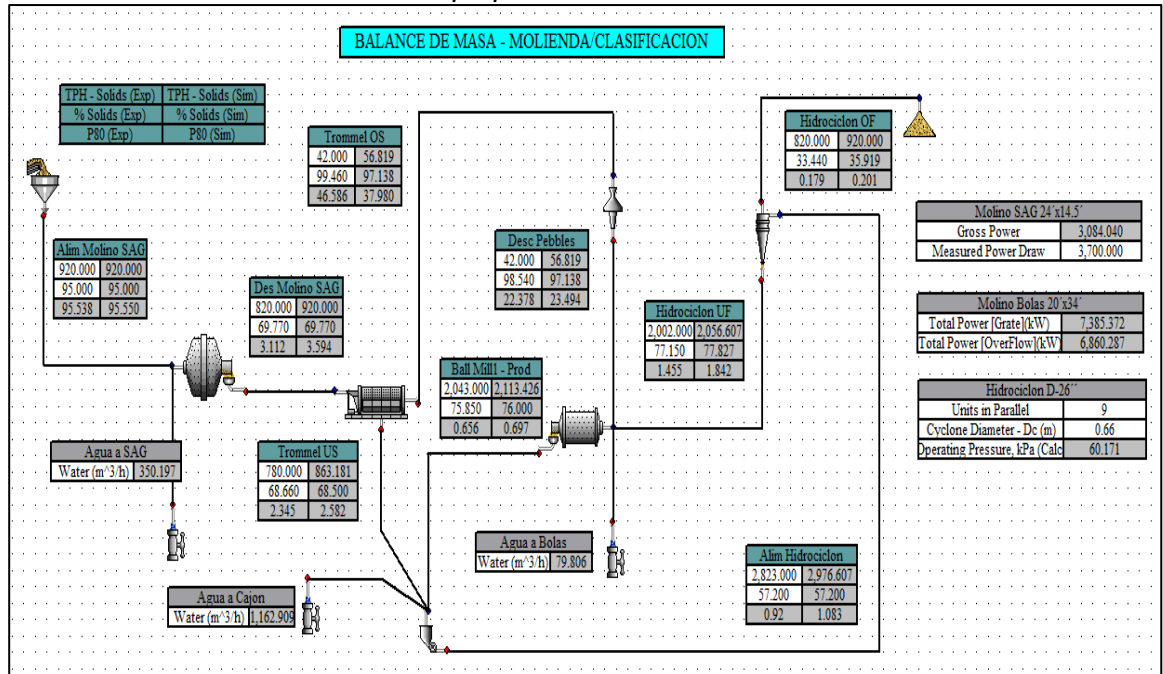 BALANCE DE MASA - MOLIENDA/CLASIFICACION
TPH - Solids (Exp) TPH - Solids (Sim)
% Solids (Exp) % Solids (Sim)
P80 (Exp) P80 (Sim)
Trommel OS
42.000 56.819
99.460 97.138
46.586 37.980
Hidrociclon OF
820.000 920.000
33.440 35.919
0.179 0.201
Molino SAG 24´x14.5´
Gross Power 3,084.040
Measured Power Draw 3,700.000
Alim Molino SAG
920.000 920.000
95.000 95.000
95.538 95.550
Desc Pebbles
42.000 56.819
98.540 97.138
22.378 23.494
Des Molino SAG
820.000 920.000
69.770 69.770
3.112 3.594
Hidrociclon UF
2,002.000 2,056.607
77.150 77.827
1.455 1.842
Molino Bolas 20´x34´
Total Power [Grate](kW) 7,385.372
Total Power [OverFlow](kW) 6,860.287
Ball Mill1 - Prod
2,043.000 2,113.426
75.850 76.000
0.656 0.697
Hidrociclon D-26´´
Units in Parallel 9
Cyclone Diameter - Dc (m) 0.66
Operating Pressure, kPa (Calc 60.171
Agua a SAG
Water (m^3/h) 350.197
Trommel US
780.000 863.181
68.660 68.500
2.345 2.582
Agua a Bolas
Water (m^3/h) 79.806
Alim Hidrociclon
2,823.000 2,976.607
57.200 57.200
0.92 1.083
Agua a Cajon
Water (m^3/h) 1,162.909